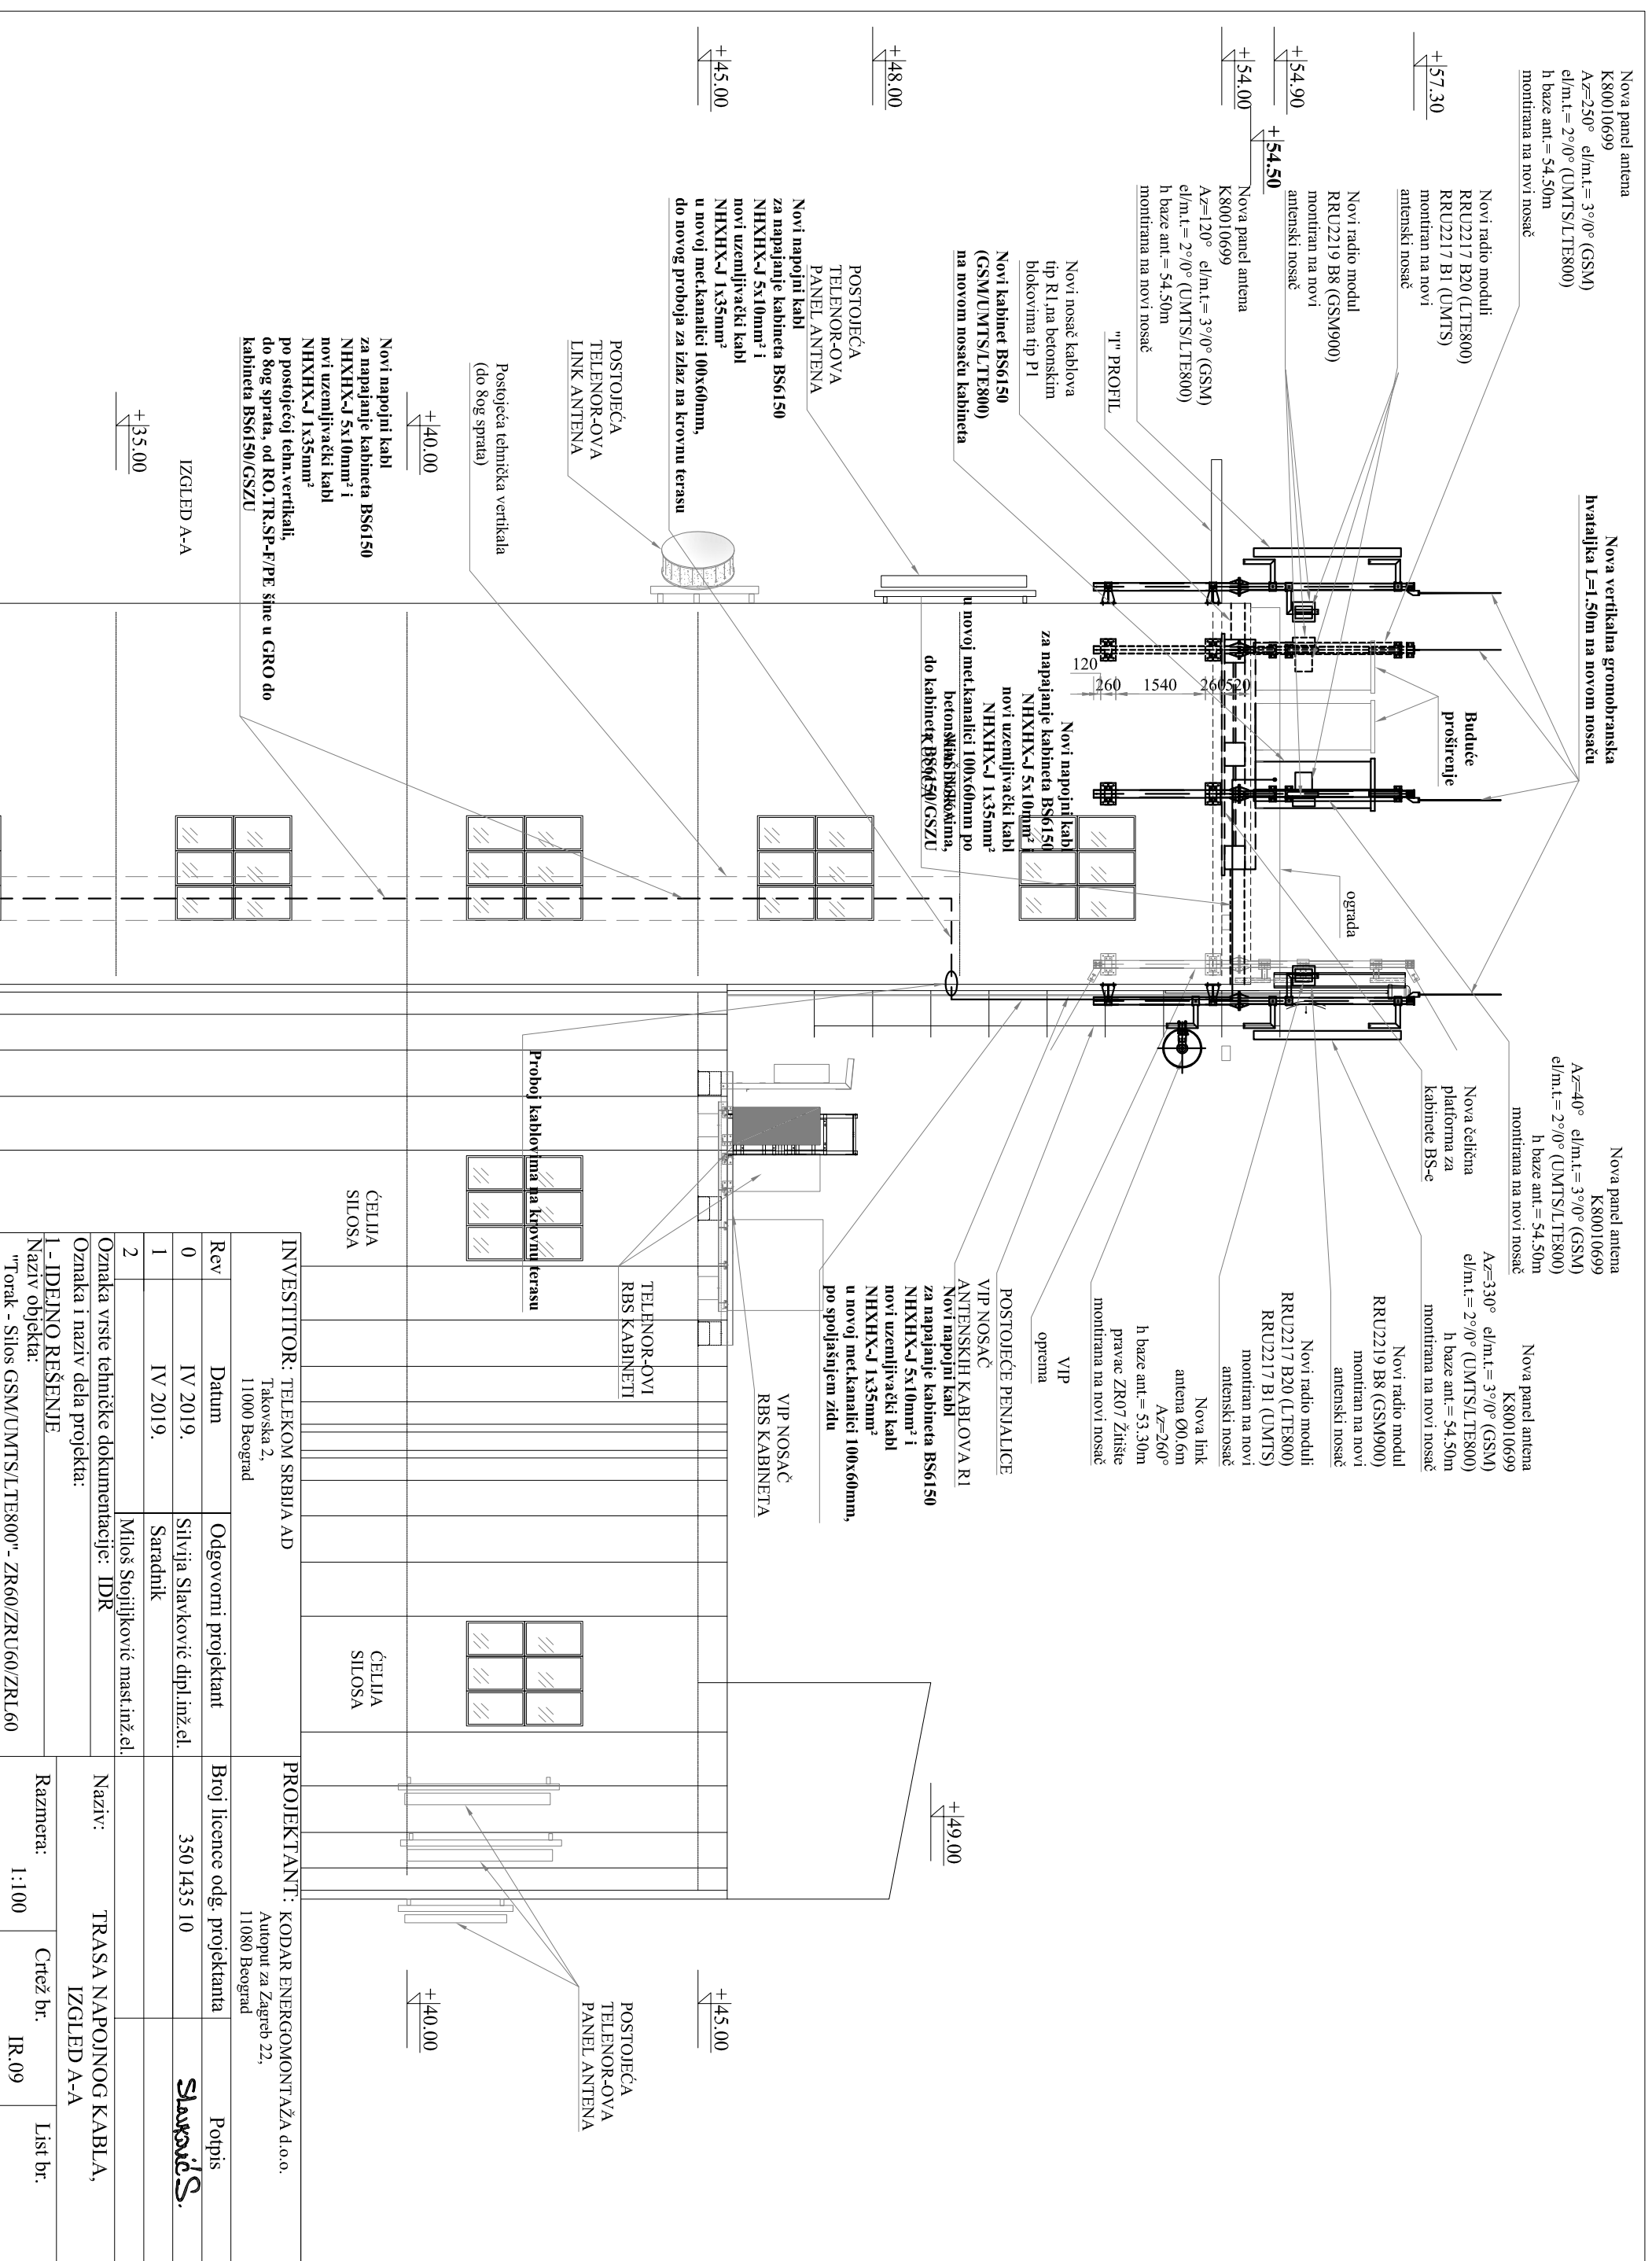 Nova panel antena
K80010699
Az=250° el/m.t.= 3°/0° (GSM)
el/m.t.= 2°/0° (UMTS/LTE800)
h baze ant.= 54.50m
montirana na novi nosač
Novi radio moduli
RRU2217 B20 (LTE800)
RRU2217 B1 (UMTS)
montiran na novi
antenski nosač
Novi radio modul
RRU2219 B8 (GSM900)
montiran na novi
antenski nosač
Nova panel antena
K80010699
Az=120° el/m.t.= 3°/0° (GSM)
el/m.t.= 2°/0° (UMTS/LTE800)
h baze ant.= 54.50m
montirana na novi nosač
"I" PROFIL
Novi nosač kablova
tip R1,na betonskim
blokovima tip P1
Novi kabinet BS6150
(GSM/UMTS/LTE800)
na novom nosaču kabineta
POSTOJEĆA
TELENOR-OVA
PANEL ANTENA
Novi napojni kabl
za napajanje kabineta BS6150
NHXHX-J 5x10mm² i
novi uzemljivački kabl
NHXHX-J 1x35mm²
u novoj met.kanalici 100x60mm,
do novog proboja za izlaz na krovnu terasu
POSTOJEĆA
TELENOR-OVA
LINK ANTENA
Postojeća tehnička vertikala
(do 8og sprata)
Novi napojni kabl
za napajanje kabineta BS6150
NHXHX-J 5x10mm² i
novi uzemljivački kabl
NHXHX-J 1x35mm²
po postojećoj tehn.vertikali,
do 8og sprata, od RO.TR.SP-F/PE šine u GRO do
kabineta BS6150/GSZU
IZGLED A-A
+57.30
+54.90
+54.00
+54.50
+48.00
+45.00
+40.00
+35.00
Nova vertikalna gromobranska
hvataljka L=1.50m na novom nosaču
Buduće
proširenje
120
260
1540
260
520
Novi napojni kabl
za napajanje kabineta BS6150
NHXHX-J 5x10mm² i
novi uzemljivački kabl
NHXHX-J 1x35mm²
u novoj met.kanalici 100x60mm po
betonskim blokovima,
do kabineta BS6150/GSZU
ograda
Nova panel antena
K80010699
Az=40° el/m.t.= 3°/0° (GSM)
el/m.t.= 2°/0° (UMTS/LTE800)
h baze ant.= 54.50m
montirana na novi nosač
Nova čelična
platforma za
kabinete BS-e
Nova panel antena
K80010699
Az=330° el/m.t.= 3°/0° (GSM)
el/m.t.= 2°/0° (UMTS/LTE800)
h baze ant.= 54.50m
montirana na novi nosač
Novi radio modul
RRU2219 B8 (GSM900)
montiran na novi
antenski nosač
Novi radio moduli
RRU2217 B20 (LTE800)
RRU2217 B1 (UMTS)
montiran na novi
antenski nosač
Nova link
antena Ø0.6m
Az=260°
h baze ant.= 53.30m
pravac ZR07 Žitište
montirana na novi nosač
VIP
oprema
POSTOJEĆE PENJALICE
VIP NOSAČ
ANTENSKIH KABLOVA R1
Novi napojni kabl
za napajanje kabineta BS6150
NHXHX-J 5x10mm² i
novi uzemljivački kabl
NHXHX-J 1x35mm²
u novoj met.kanalici 100x60mm,
po spoljašnjem zidu
VIP NOSAČ
RBS KABINETA
TELENOR-OVI
RBS KABINETI
Proboj kablovima na krovnu terasu
ĆELIJA
SILOSA
ĆELIJA
SILOSA
+49.00
+45.00
+40.00
POSTOJEĆA
TELENOR-OVA
PANEL ANTENA
INVESTITOR: TELEKOM SRBIJA AD
Takovska 2,
11000 Beograd
PROJEKTANT: KODAR ENERGOMONTAŽA d.o.o.
Autoput za Zagreb 22,
11080 Beograd
Rev Datum Odgovorni projektant Broj licence odg. projektanta Potpis
0 IV 2019. Silvija Slavković dipl.inž.el. 350 I435 10 Slavković S.
1 IV 2019. Saradnik
2 Miloš Stojiljković mast.inž.el.
Oznaka vrste tehničke dokumentacije: IDR
Oznaka i naziv dela projekta:
1 - IDEJNO REŠENJE
Naziv objekta:
"Torak - Silos GSM/UMTS/LTE800"- ZR60/ZRU60/ZRL60
Naziv: TRASA NAPOJNOG KABLA,
IZGLED A-A
Razmera: 1:100
Crtež br. IR.09
List br.